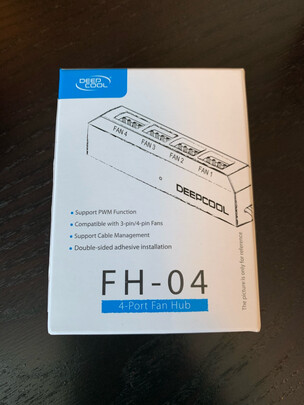 DEEP
COOL
FAN 4
FAN 3
FAN 2
FAN 1
DEEPCOOL
• Support PWM Function
• Compatible with 3-pin/4-pin Fans
• Support Cable Management
• Double-sided adhesive installation
The picture is only for reference
FH-04
4-Port Fan Hub